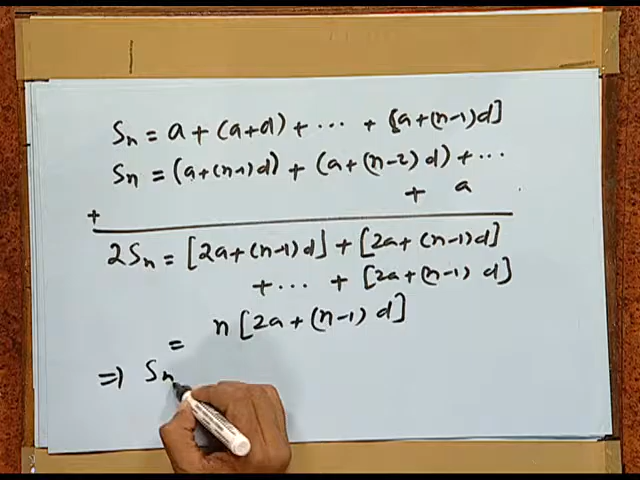 Sn = a + (a+d) + ... + [a+(n-1)d]
Sn = (a+(n-1)d) + (a+(n-2)d) + ...
+ a
+
2Sn = [2a+(n-1)d] + [2a+(n-1)d]
+ ... + [2a+(n-1)d]
= n[2a+(n-1)d]
⇒ Sn